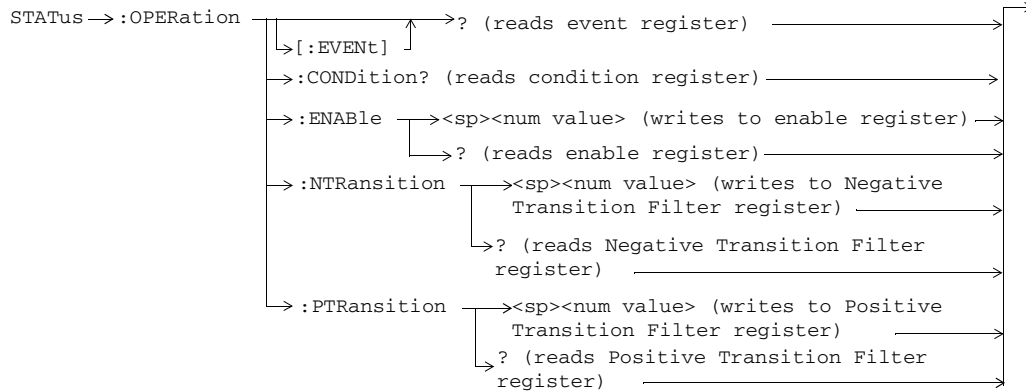 STATus :OPERation ? (reads event register)
[:EVENt]
:CONDition? (reads condition register)
:ENABle <sp><num value> (writes to enable register)
? (reads enable register)
:NTRansition <sp><num value> (writes to Negative
Transition Filter register)
? (reads Negative Transition Filter
register)
:PTRansition <sp><num value> (writes to Positive
Transition Filter register)
? (reads Positive Transition Filter
register)